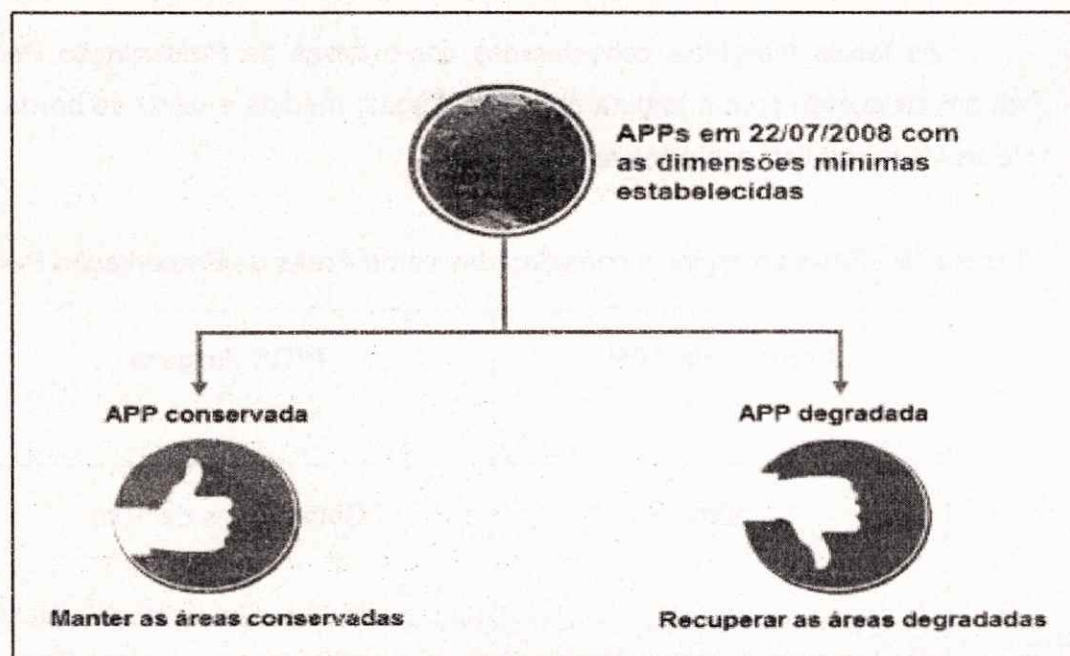 APPs em 22/07/2008 com
as dimensões mínimas
estabelecidas
APP conservada
APP degradada
Manter as áreas conservadas
Recuperar as áreas degradadas